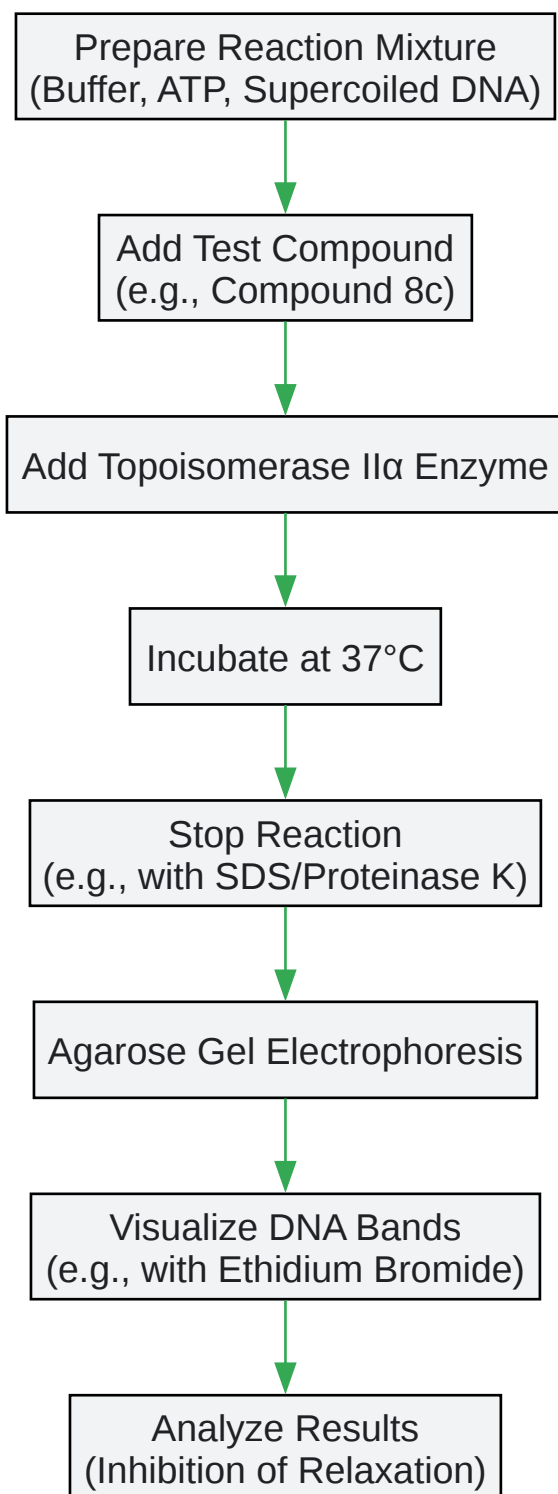 Prepare Reaction Mixture
(Buffer, ATP, Supercoiled DNA)
Add Test Compound
(e.g., Compound 8c)
Add Topoisomerase IIα Enzyme
Incubate at 37°C
Stop Reaction
(e.g., with SDS/Proteinase K)
Agarose Gel Electrophoresis
Visualize DNA Bands
(e.g., with Ethidium Bromide)
Analyze Results
(Inhibition of Relaxation)